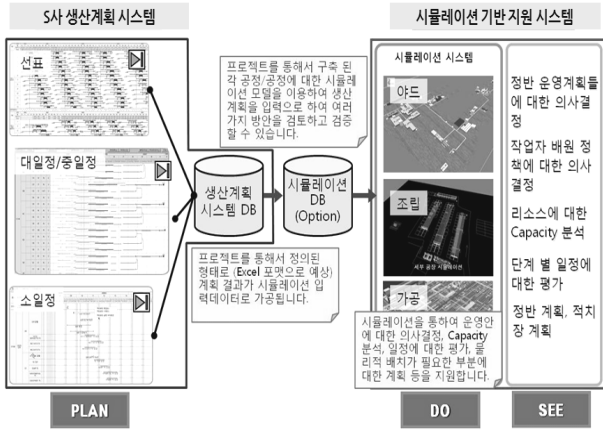 S사 생산계획 시스템
시뮬레이션 기반 지원 시스템
선표
대일정/중일정
소일정
프로젝트를 통해서 구축 된
각 공정/공정에 대한 시뮬레
이션 모델을 이용하여 생산
계획을 입력으로 하여 여러
가지 방안을 검토하고 검증
할 수 있습니다.
생산계획
시스템 DB
시뮬레이션
DB
(Option)
프로젝트를 통해서 정의된
형태로 (Excel 포맷으로 예상)
계획 결과가 시뮬레이션 입
력데이터로 가공됩니다.
시뮬레이션 시스템
야드
조립
세부 공장 시뮬레이션
가공
시뮬레이션을 통하여 운영안
에 대한 의사결정, Capacity
분석, 일정에 대한 평가, 물
리적 배치가 필요한 부분에
대한 계획 등을 지원합니다.
정반 운영계획들
에 대한 의사결
정
작업자 배원 정
책에 대한 의사
결정
리소스에 대한
Capacity 분석
단계 별 일정에
대한 평가
정반 계획, 적치
장 계획
PLAN
DO
SEE